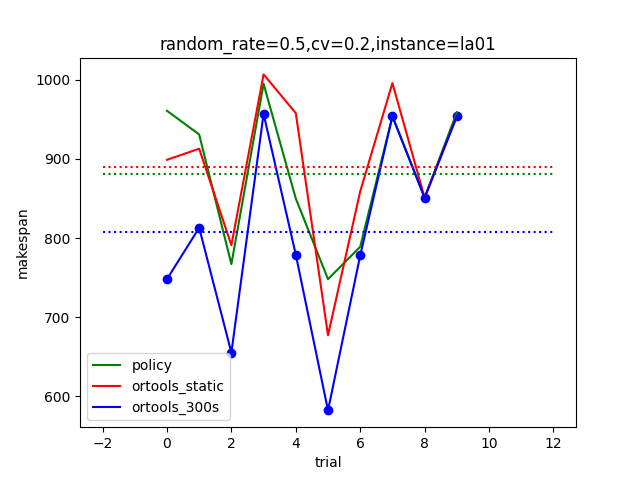 random_rate=0.5,cv=0.2,instance=la01
1000
900
800
700
600
makespan
policy
ortools_static
ortools_300s
−2 0 2 4 6 8 10 12
trial